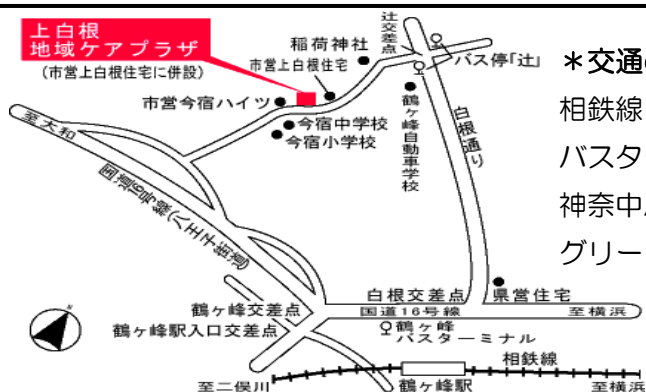 上白根
地域ケアプラザ
(市営上白根住宅に併設)
稲荷神社
市営上白根住宅
辻交差点
バス停「辻」
市営今宿ハイツ
今宿中学校
今宿小学校
鶴ヶ峰自動車学校
白根通り
至大和
国道16号線(八王子街道)
白根交差点
県営住宅
鶴ヶ峰交差点
国道16号線
至横浜
鶴ヶ峰駅入口交差点
鶴ヶ峰
バスターミナル
相鉄線
至二俣川
鶴ヶ峰駅
至横浜
*交通
相鉄線
バスタ
神奈中
グリー